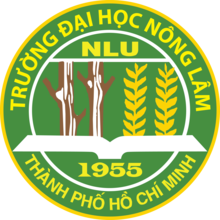 TRƯỜNG ĐẠI HỌC NÔNG LÂM
NLU
1955
THÀNH PHỐ HỒ CHÍ MINH